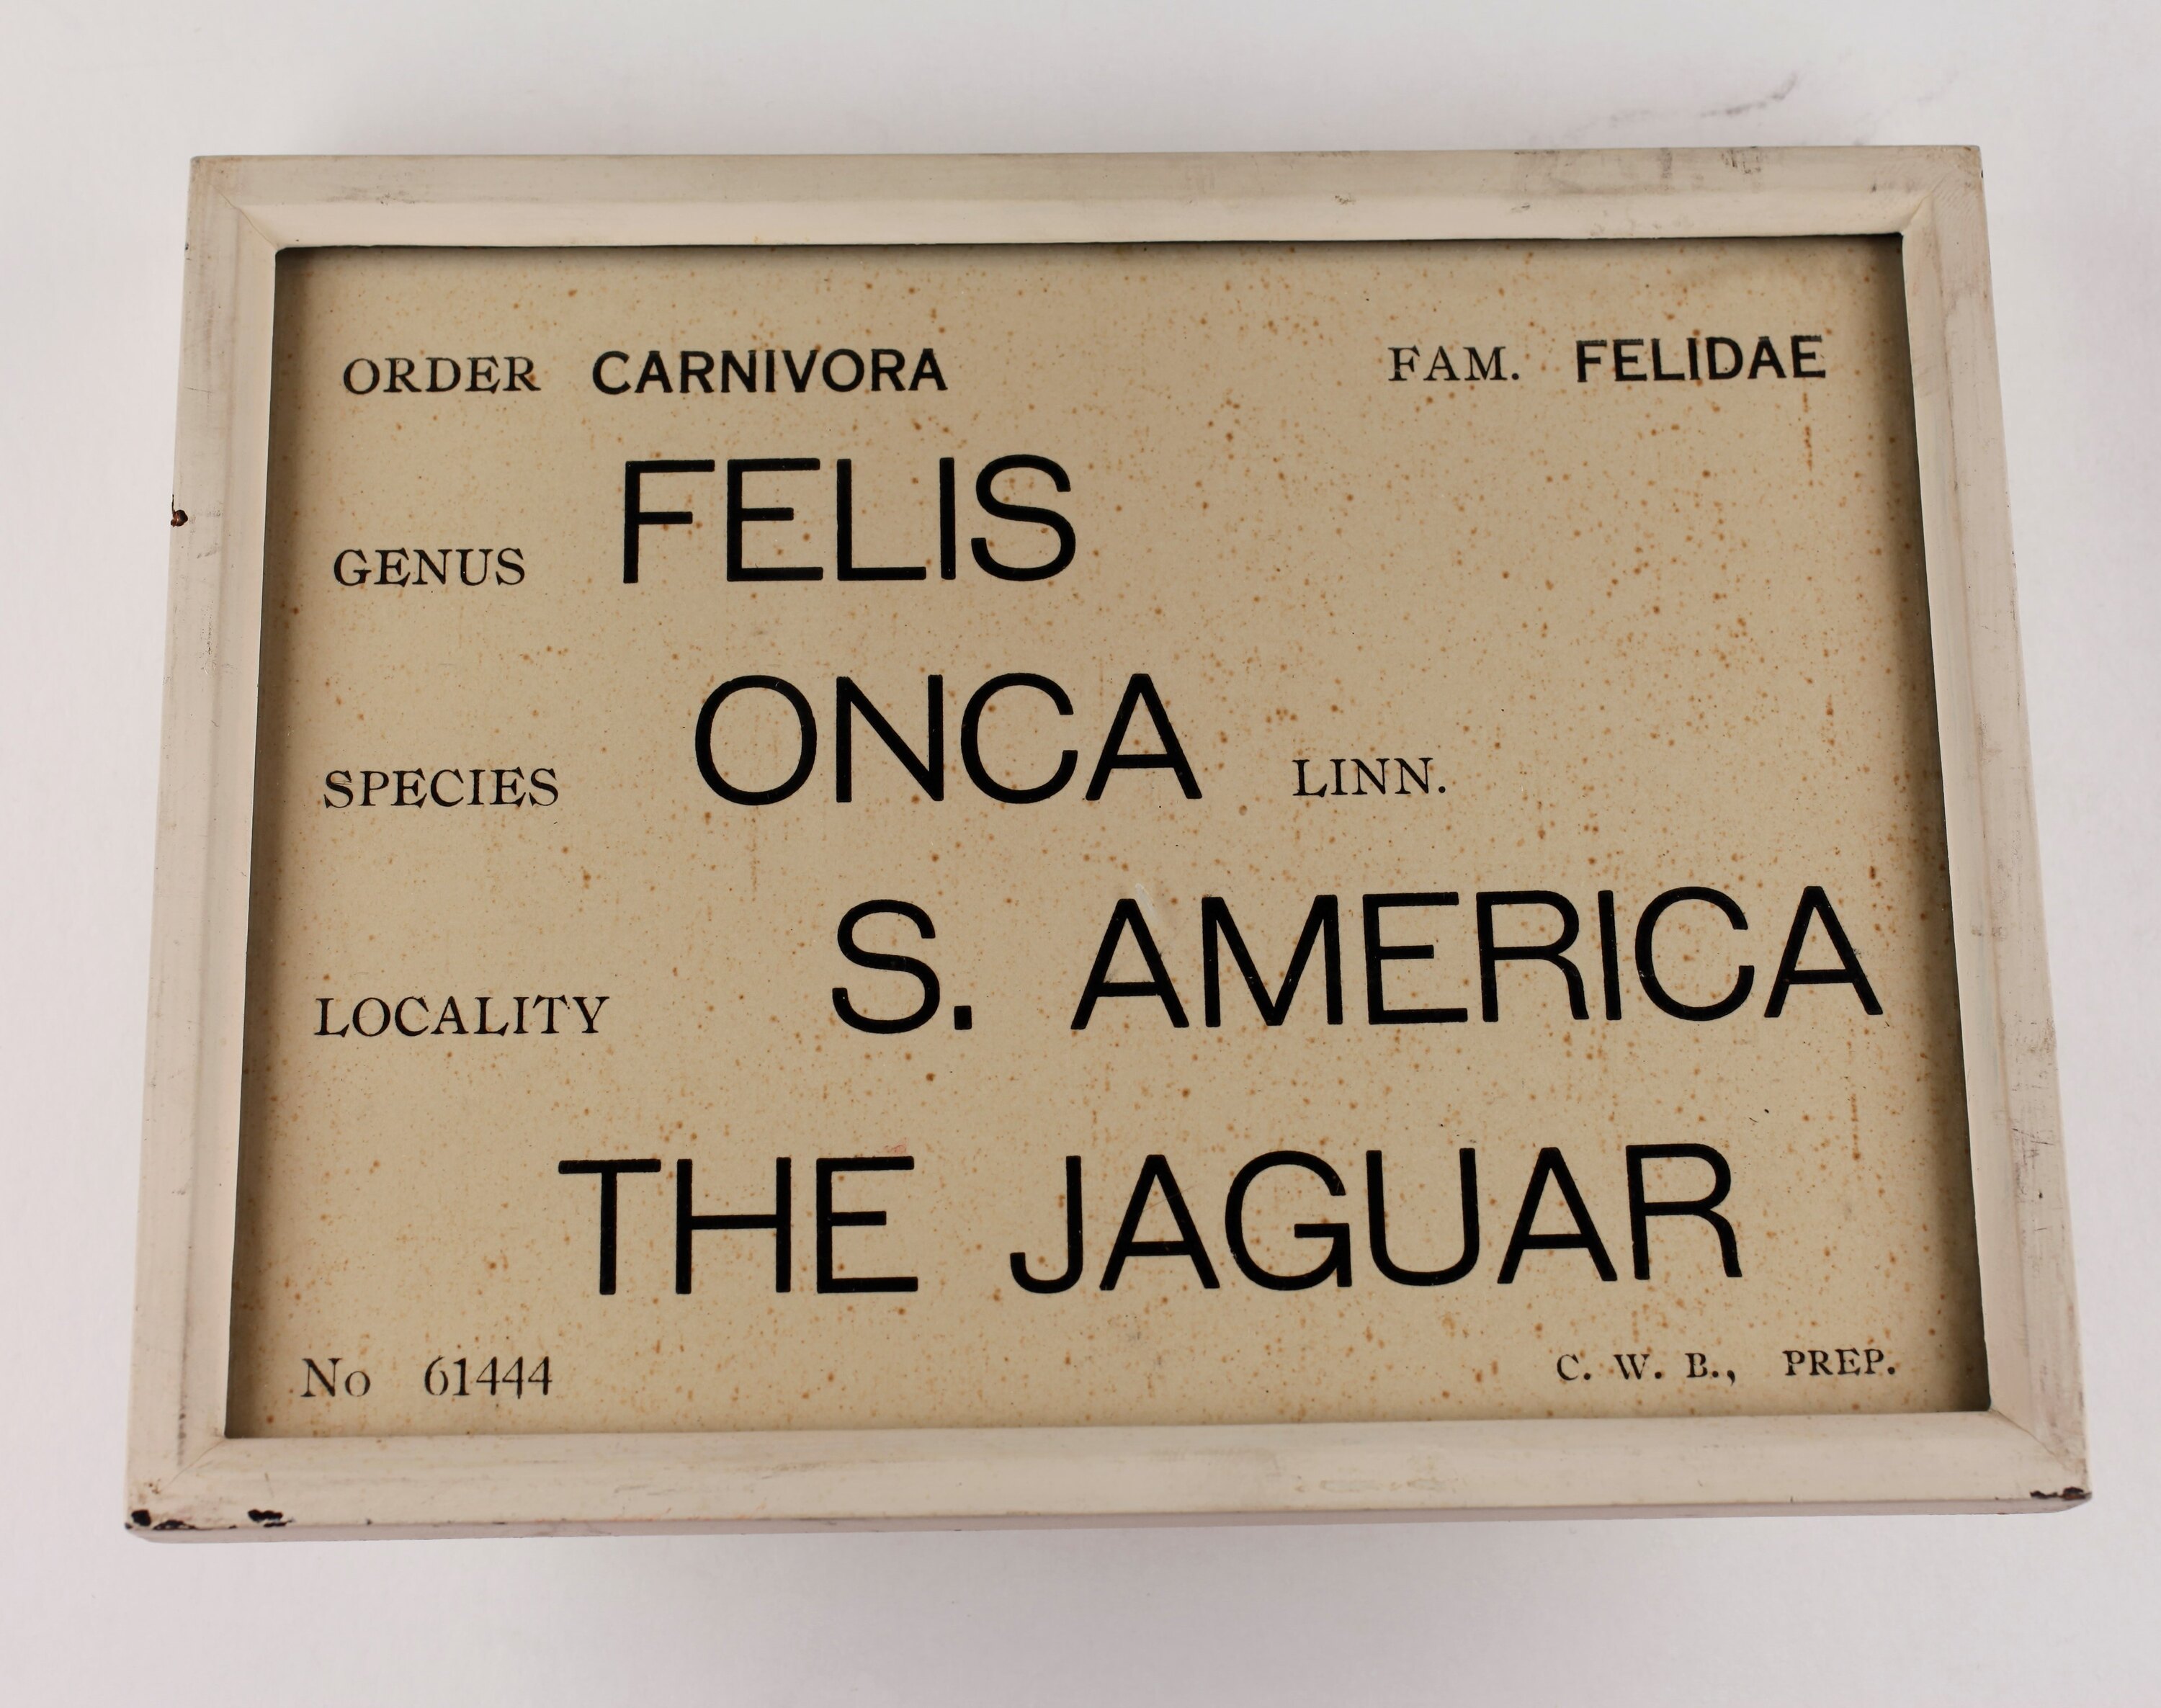 ORDER CARNIVORA FAM. FELIDAE
GENUS FELIS
SPECIES ONCA LINN.
LOCALITY S. AMERICA
THE JAGUAR
No 61444 C. W. B., PREP.